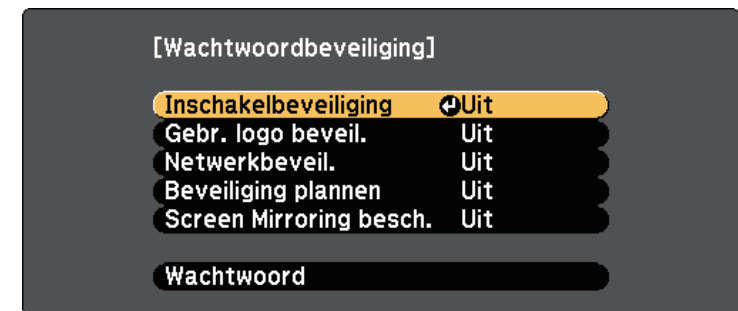 [Wachtwoordbeveiliging]
Inschakelbeveiliging Uit
Gebr. logo beveil. Uit
Netwerkbeveil. Uit
Beveiliging plannen Uit
Screen Mirroring besch. Uit
Wachtwoord